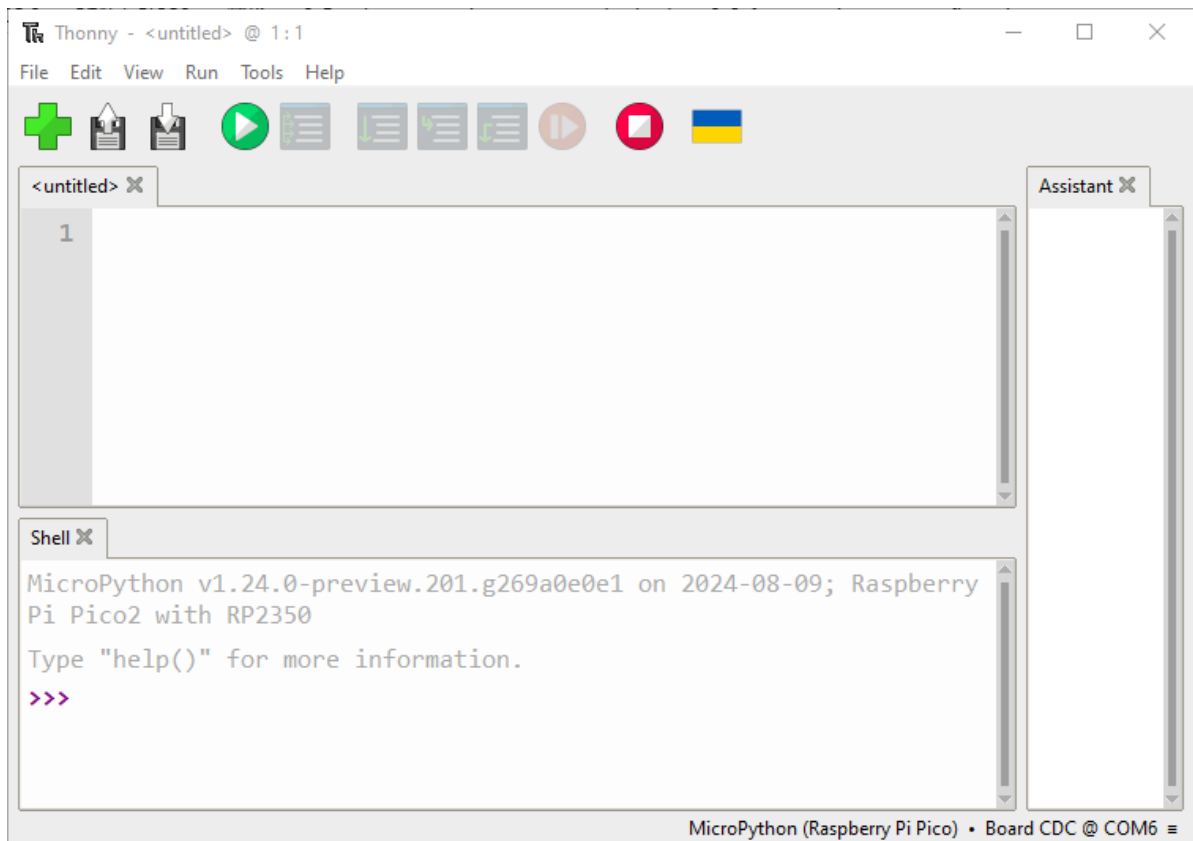 Thonny - <untitled> @ 1:1
File Edit View Run Tools Help
<untitled>
Assistant
1
Shell
MicroPython v1.24.0-preview.201.g269a0e0e1 on 2024-08-09; Raspberry
Pi Pico2 with RP2350
Type "help()" for more information.
>>>
MicroPython (Raspberry Pi Pico) • Board CDC @ COM6 ≡